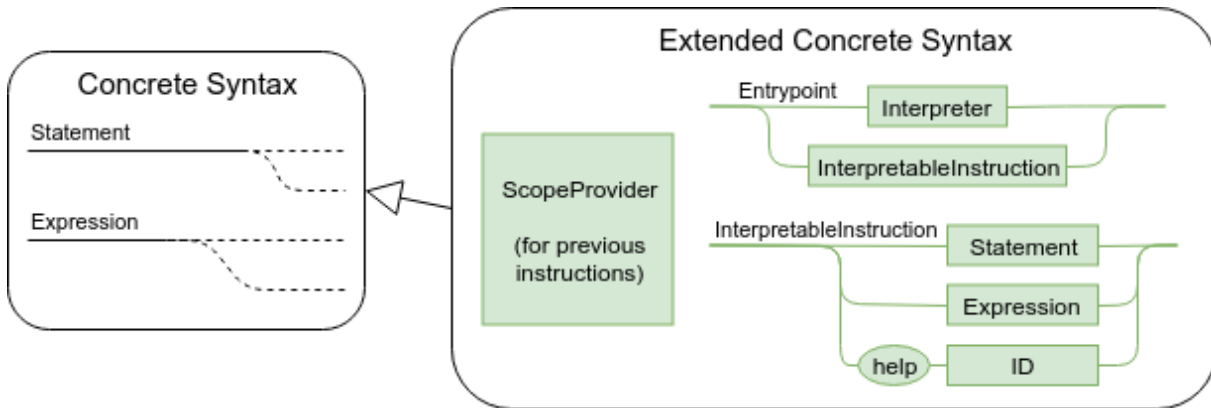 Concrete Syntax
Statement
Expression
Extended Concrete Syntax
ScopeProvider
(for previous
instructions)
Entrypoint
Interpreter
InterpretableInstruction
InterpretableInstruction
Statement
Expression
help
ID